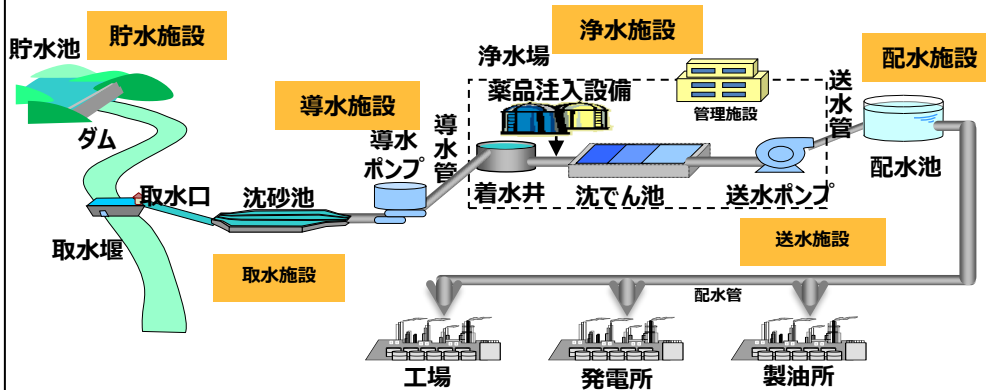 貯水施設
貯水池
ダム
取水堰
取水口
沈砂池
取水施設
導水施設
導水
ポンプ
導水管
浄水施設
浄水場
薬品注入設備
管理施設
着水井
沈でん池
送水ポンプ
送水管
配水施設
配水池
送水施設
配水管
工場
発電所
製油所